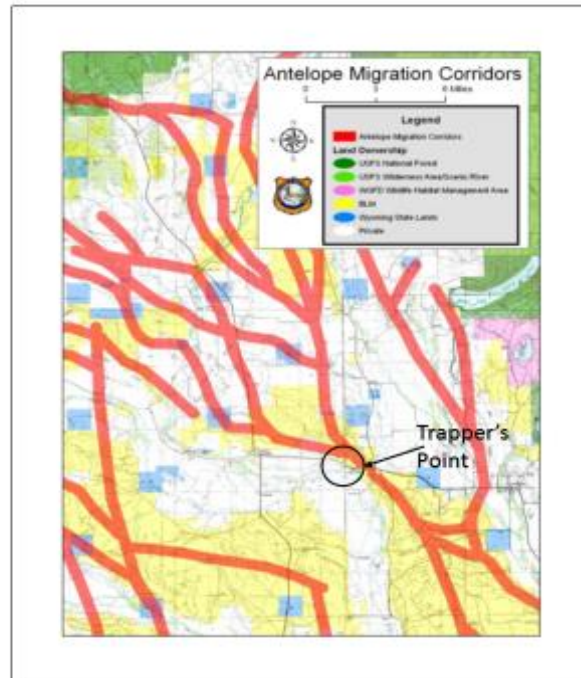 Antelope Migration Corridors
0 3 6 Miles
Legend
Antelope Migration Corridors
Land Ownership
USFS National Forest
USFS Wilderness Area/Scenic River
WGFD Wildlife Habitat Management Area
BLM
Wyoming State Lands
Private
Trapper's
Point